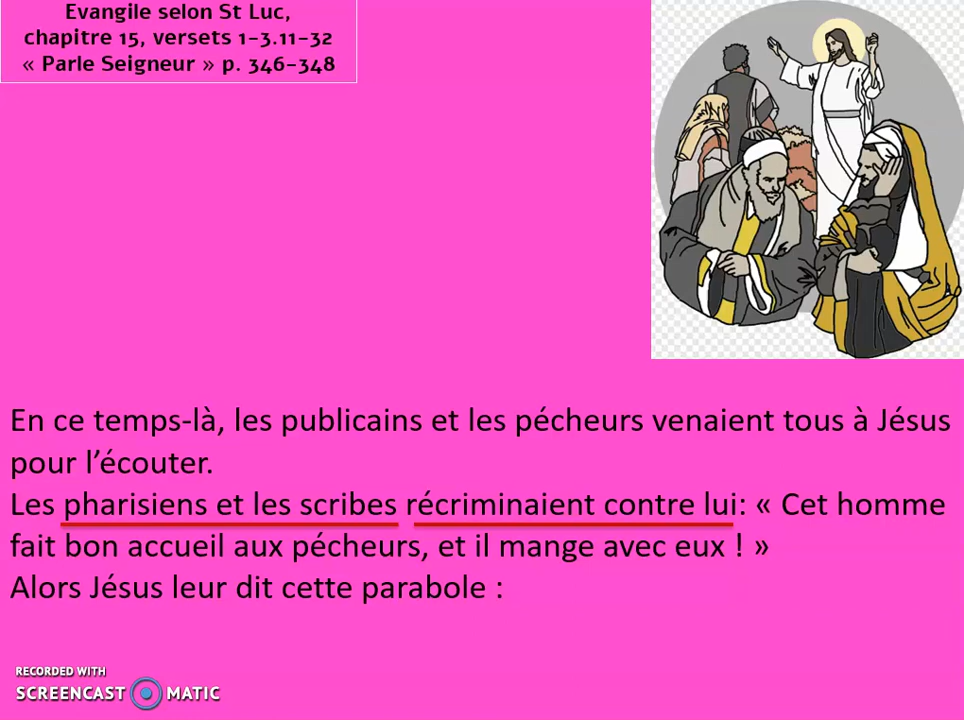 Evangile selon St Luc,
chapitre 15, versets 1-3.11-32
« Parle Seigneur » p. 346-348
En ce temps-là, les publicains et les pécheurs venaient tous à Jésus
pour l’écouter.
Les pharisiens et les scribes récriminaient contre lui: « Cet homme
fait bon accueil aux pécheurs, et il mange avec eux ! »
Alors Jésus leur dit cette parabole :
RECORDED WITH
SCREENCAST MATIC